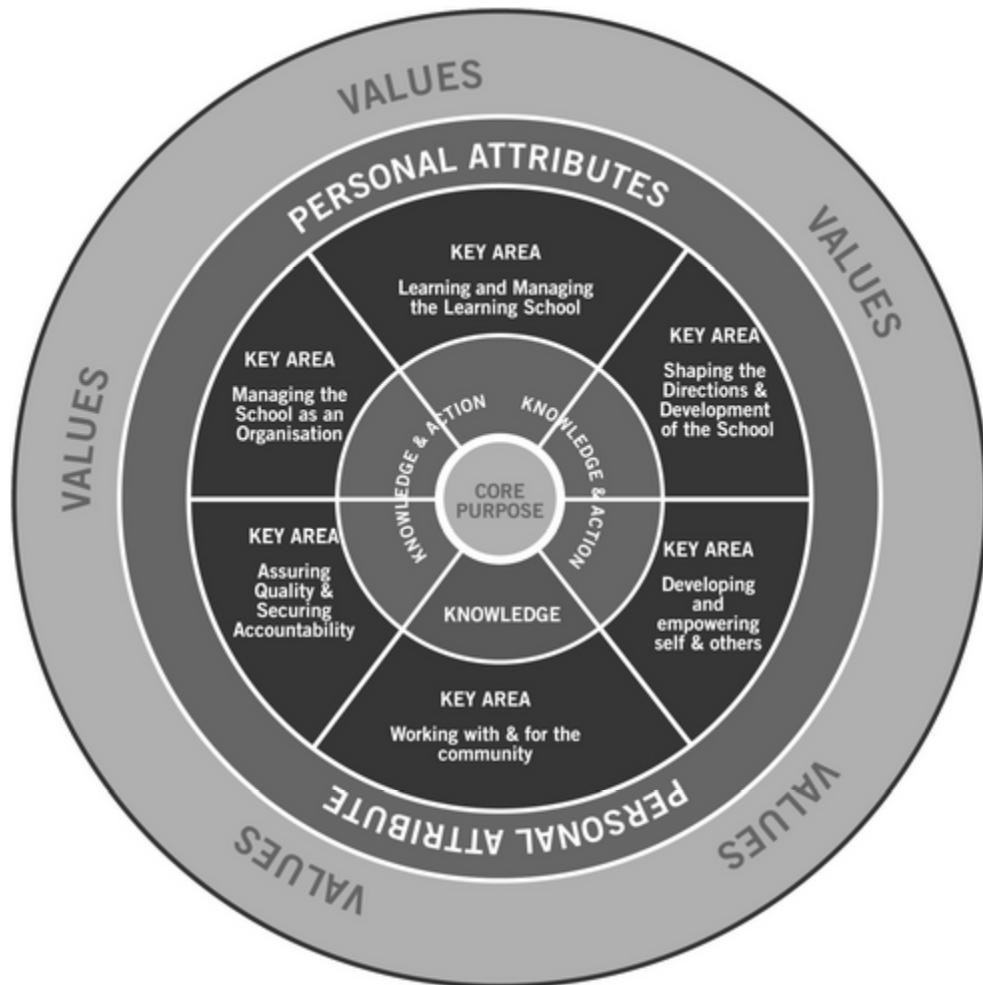 VALUES
PERSONAL ATTRIBUTES
VALUES
VALUES
KEY AREA
Learning and Managing
the Learning School
KEY AREA
Shaping the
Directions &
Development
of the School
KEY AREA
Managing the
School as an
Organisation
KNOWLEDGE & ACTION
KNOWLEDGE & ACTION
CORE
PURPOSE
KEY AREA
Assuring
Quality &
Securing
Accountability
KEY AREA
Developing
and
empowering
self & others
KNOWLEDGE
KEY AREA
Working with & for the
community
PERSONAL ATTRIBUTE
VALUES
VALUES